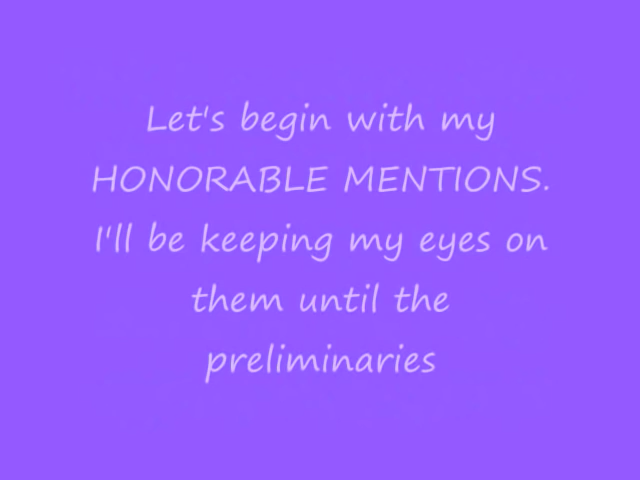 Let's begin with my
HONORABLE MENTIONS.
I'll be keeping my eyes on
them until the
preliminaries